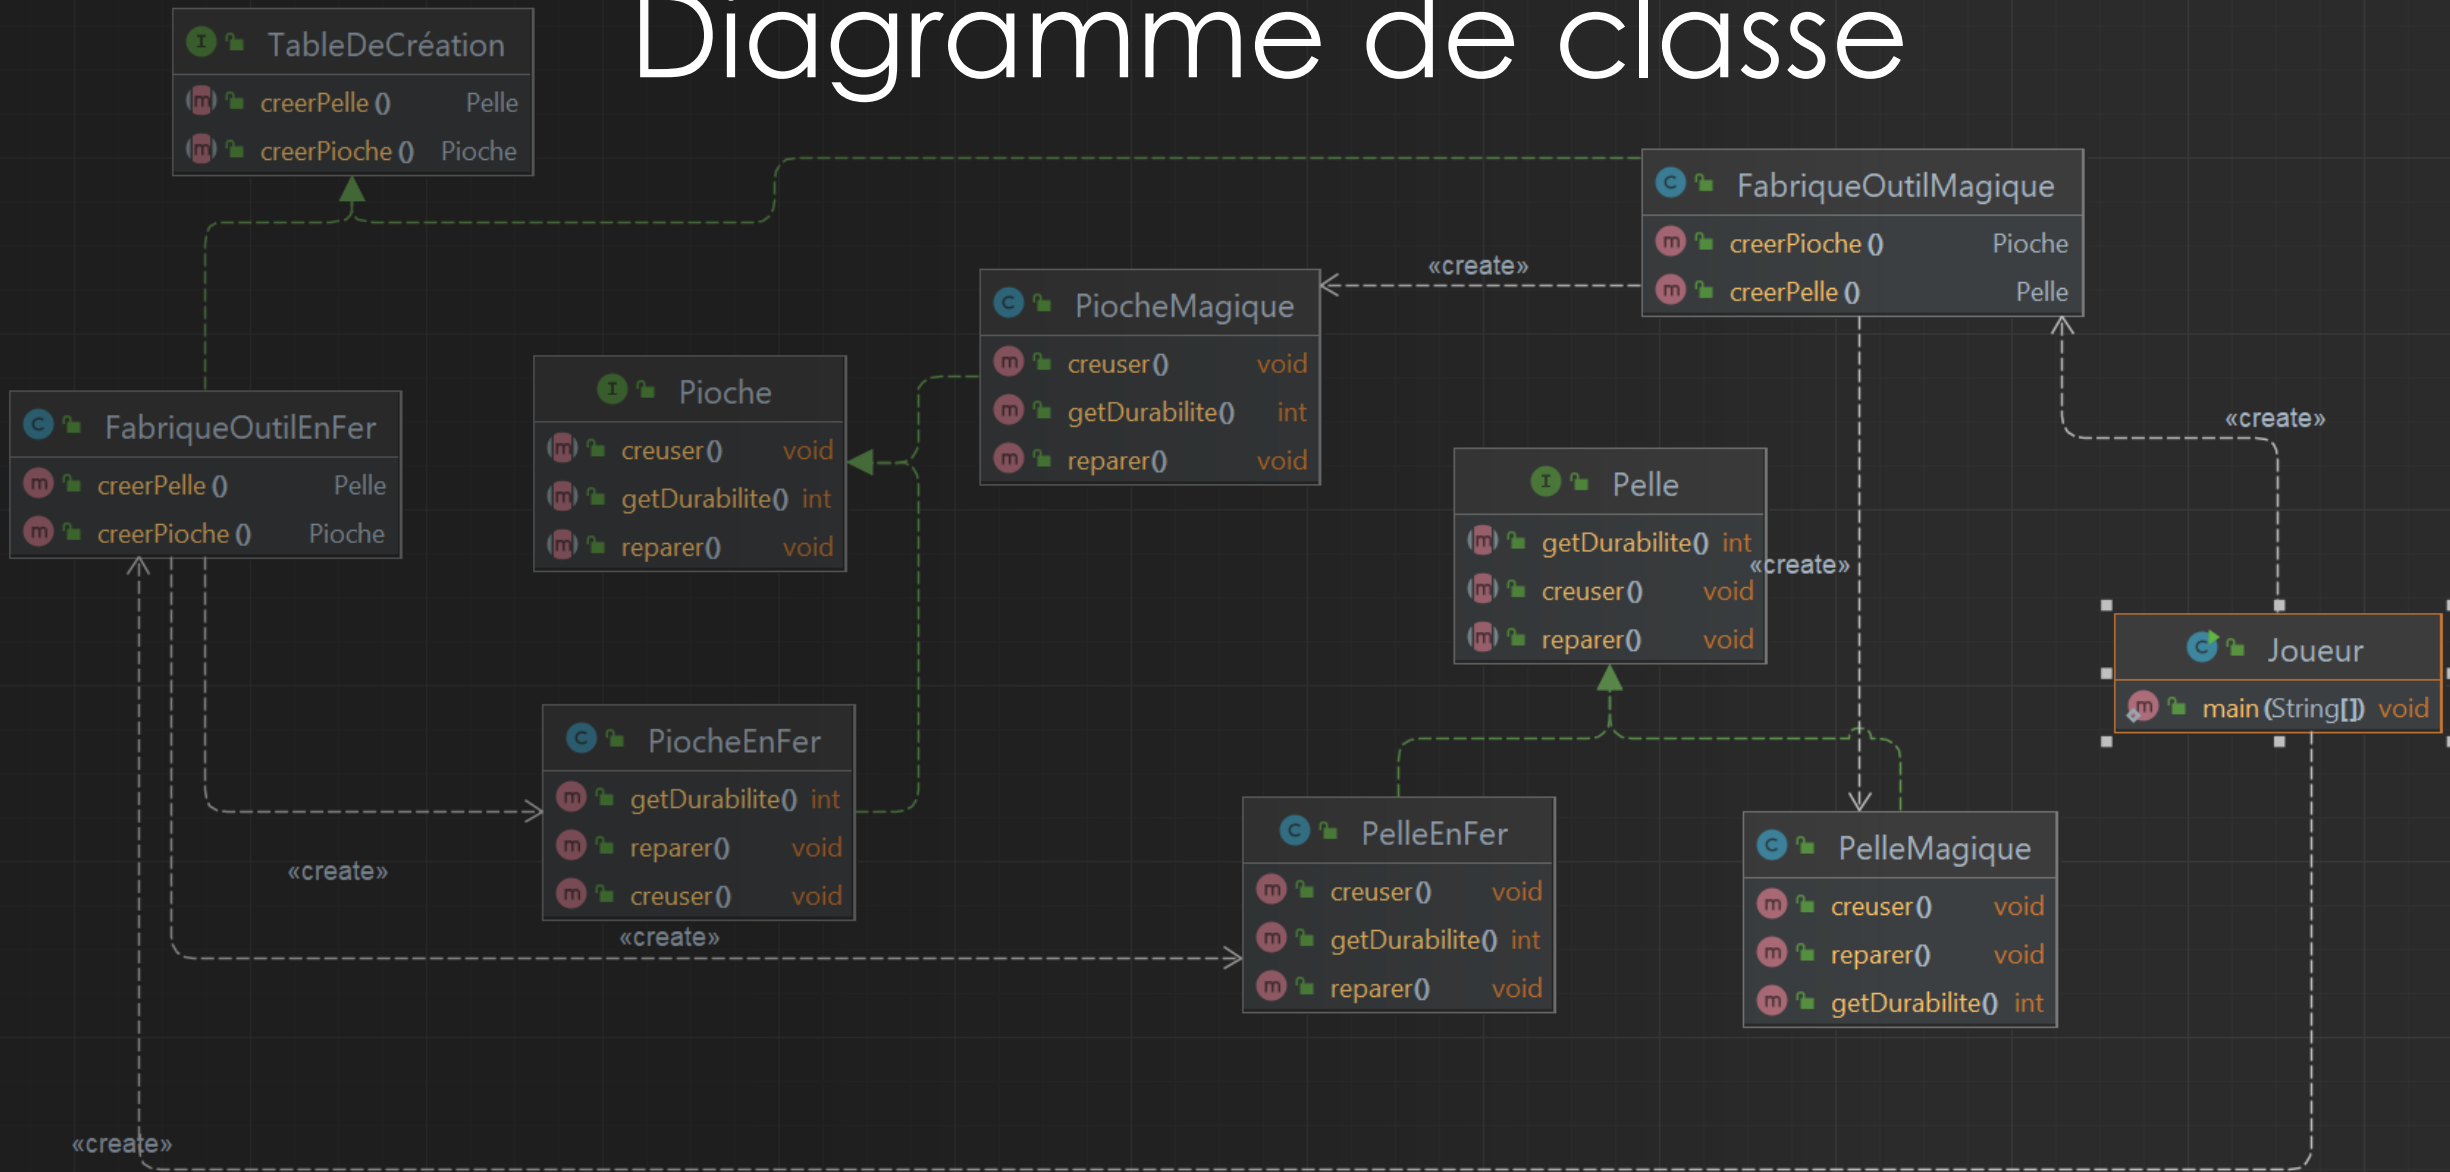 Diagramme de classe
TableDeCréation
creerPelle () Pelle
creerPioche () Pioche
FabriqueOutilMagique
creerPioche () Pioche
creerPelle () Pelle
«create»
PiocheMagique
creuser() void
getDurabilite() int
reparer() void
Pioche
creuser() void
getDurabilite() int
reparer() void
FabriqueOutilEnFer
creerPelle () Pelle
creerPioche () Pioche
«create»
Pelle
getDurabilite() int
creuser() void
reparer() void
«create»
Joueur
main (String[]) void
PiocheEnFer
getDurabilite() int
reparer() void
creuser() void
«create»
«create»
PelleEnFer
creuser() void
getDurabilite() int
reparer() void
PelleMagique
creuser() void
reparer() void
getDurabilite() int
«create»